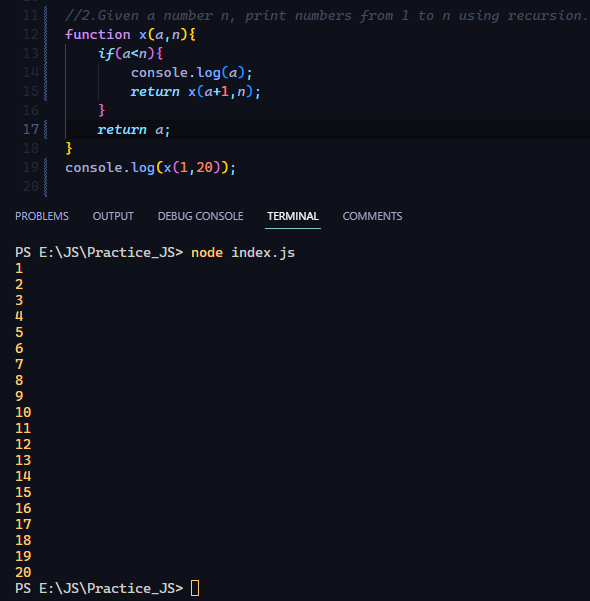 11 //2.Given a number n, print numbers from 1 to n using recursion.
12 function x(a,n){
13 if(a<n){
14 console.log(a);
15 return x(a+1,n);
16 }
17 return a;
18 }
19 console.log(x(1,20));
20
PROBLEMS OUTPUT DEBUG CONSOLE TERMINAL COMMENTS
PS E:\JS\Practice_JS> node index.js
1
2
3
4
5
6
7
8
9
10
11
12
13
14
15
16
17
18
19
20
PS E:\JS\Practice_JS>